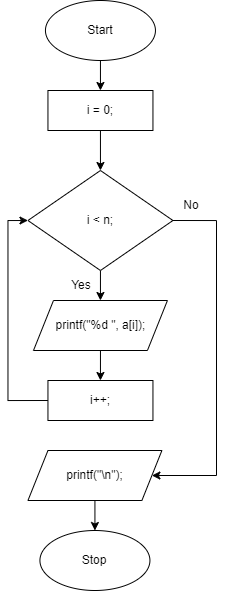 Start
i = 0;
i < n;
No
Yes
printf("%d ", a[i]);
i++;
printf("\n");
Stop